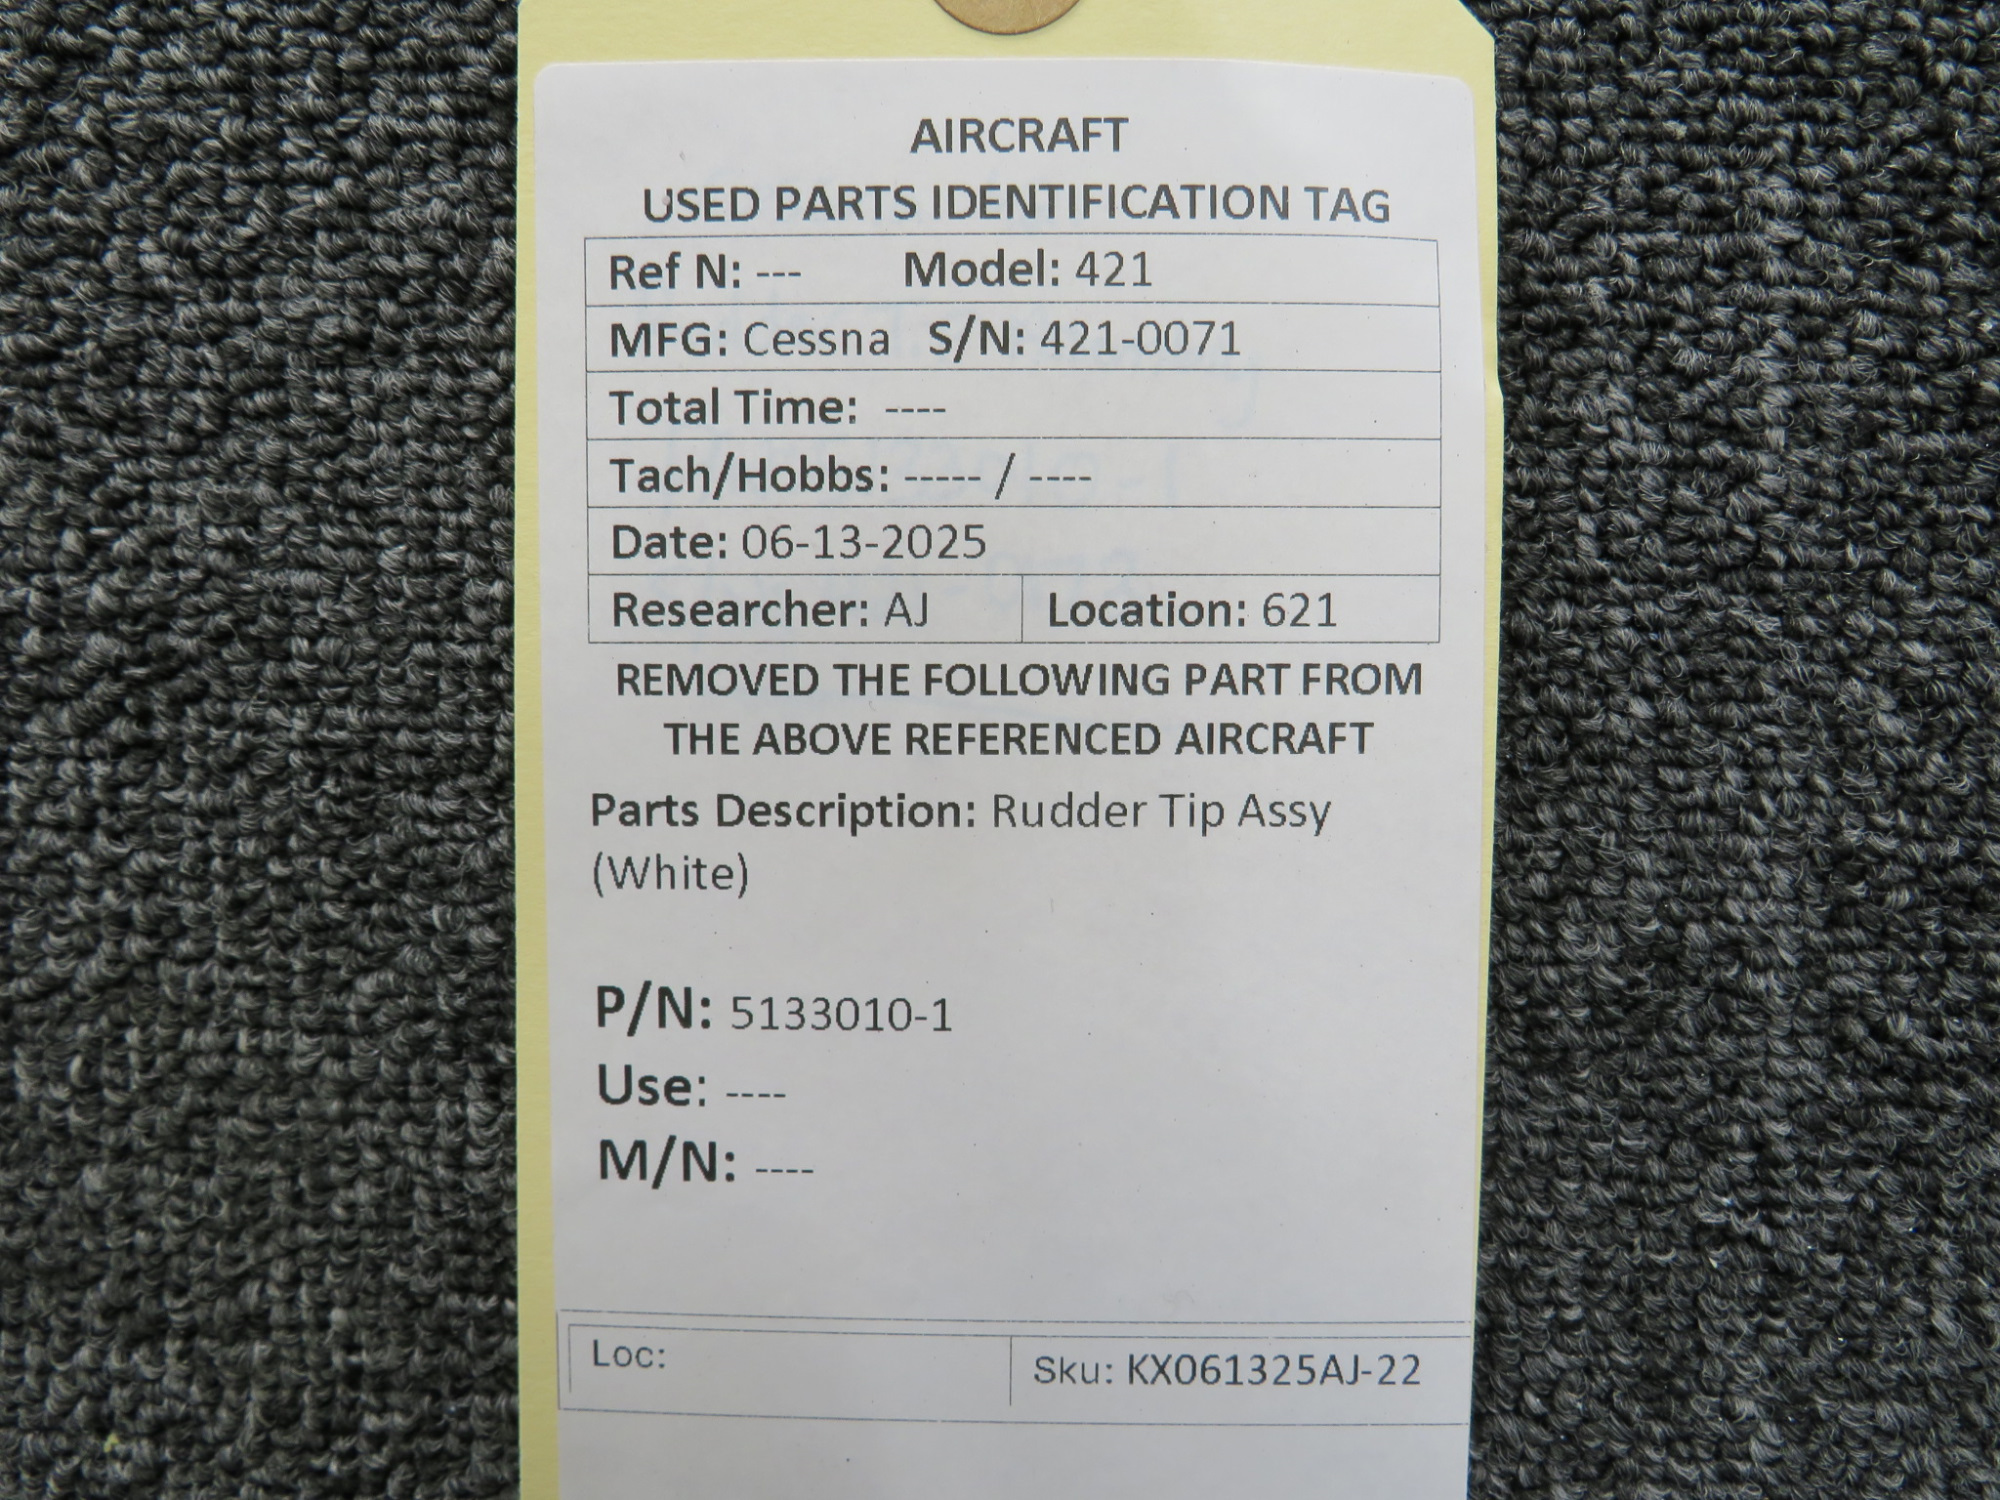 AIRCRAFT
USED PARTS IDENTIFICATION TAG
Ref N: --- Model: 421
MFG: Cessna S/N: 421-0071
Total Time: ----
Tach/Hobbs: ----- / ----
Date: 06-13-2025
Researcher: AJ Location: 621
REMOVED THE FOLLOWING PART FROM
THE ABOVE REFERENCED AIRCRAFT
Parts Description: Rudder Tip Assy
(White)
P/N: 5133010-1
Use: ----
M/N: ----
Loc: Sku: KX061325AJ-22